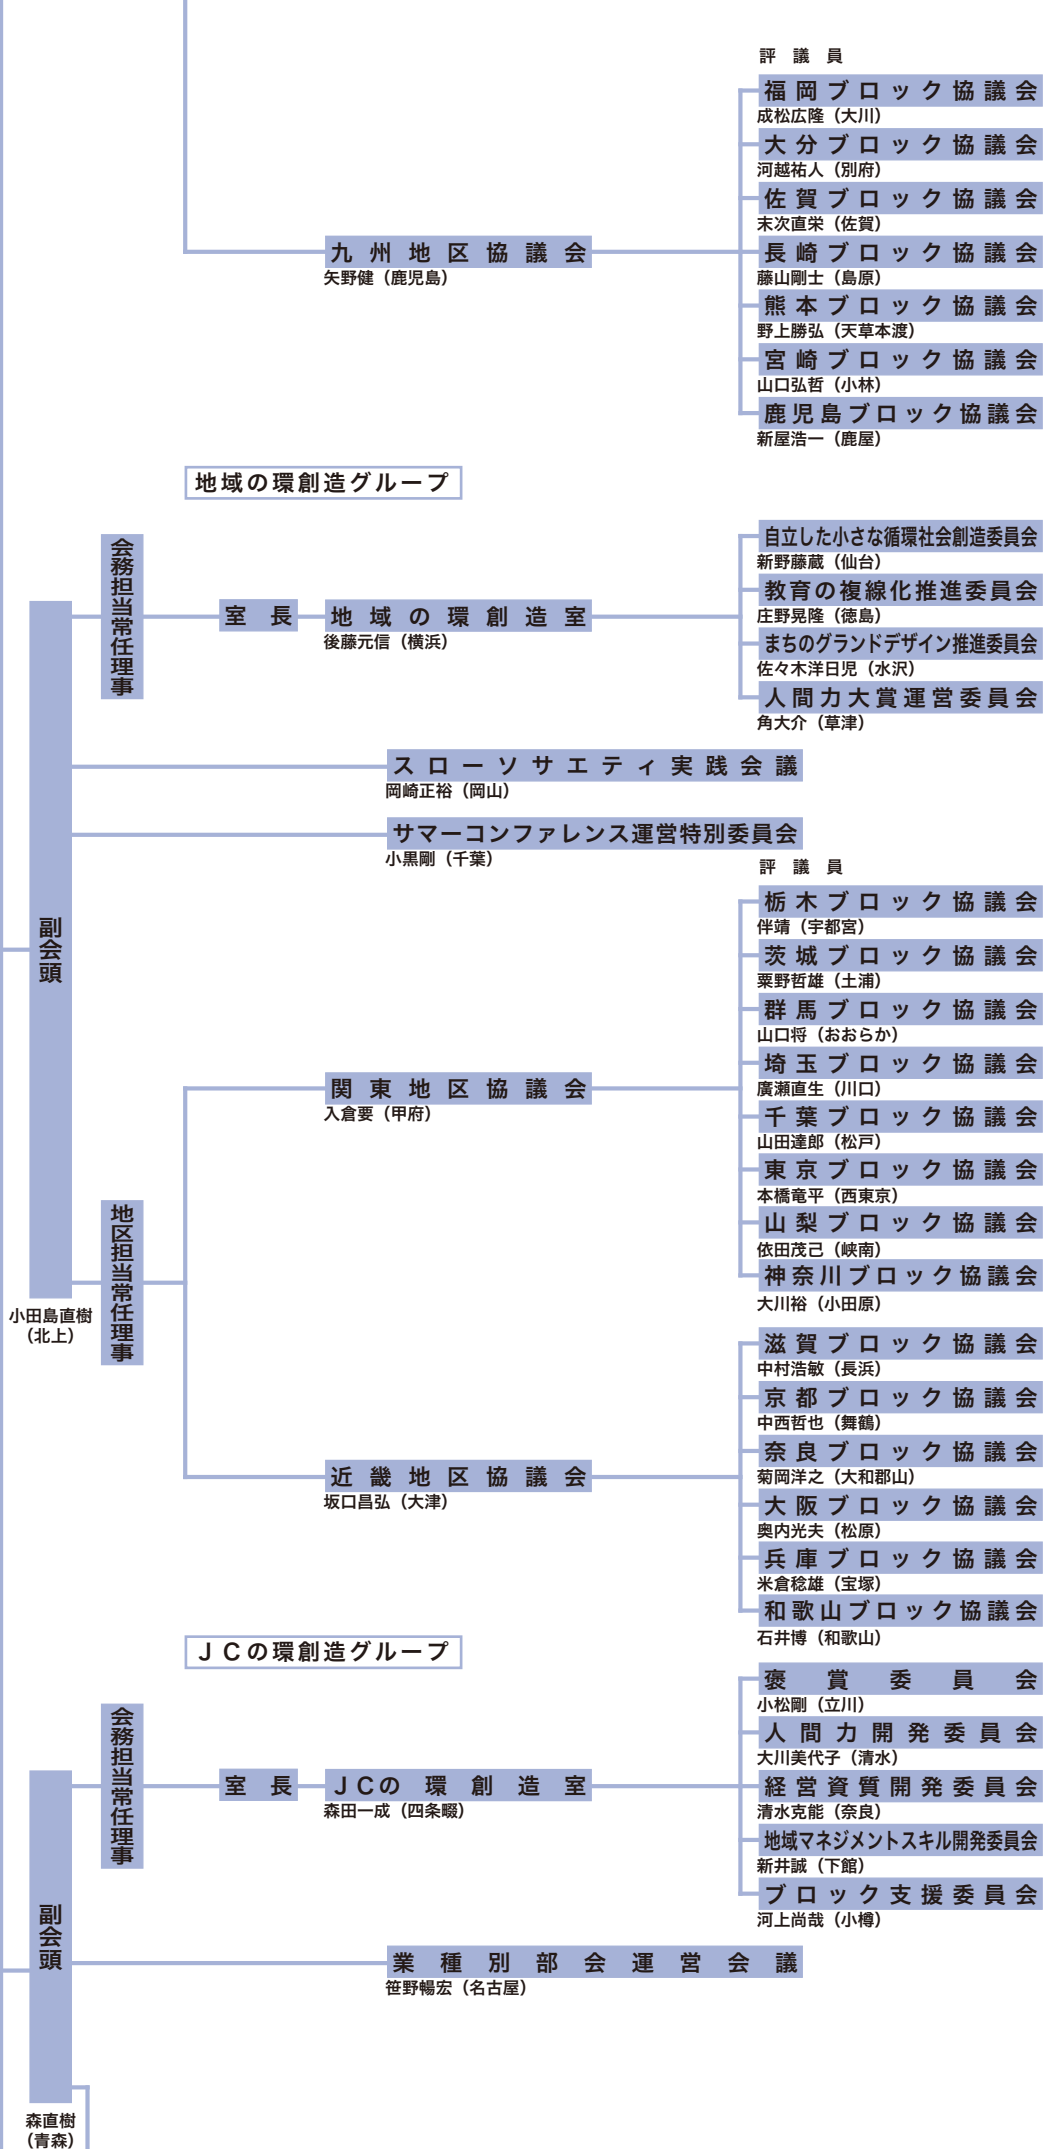 評議員
福岡ブロック協議会
成松広隆（大川）
大分ブロック協議会
河越祐人（別府）
佐賀ブロック協議会
末次直栄（佐賀）
九州地区協議会
矢野健（鹿児島）
長崎ブロック協議会
藤山剛士（島原）
熊本ブロック協議会
野上勝弘（天草本渡）
宮崎ブロック協議会
山口弘哲（小林）
鹿児島ブロック協議会
新屋浩一（鹿屋）
地域の環創造グループ
会務担当常任理事
室長
地域の環創造室
後藤元信（横浜）
自立した小さな循環社会創造委員会
新野藤蔵（仙台）
教育の複線化推進委員会
庄野晃隆（徳島）
まちのグランドデザイン推進委員会
佐々木洋日児（水沢）
人間力大賞運営委員会
角大介（草津）
スローソサエティ実践会議
岡崎正裕（岡山）
サマーコンファレンス運営特別委員会
小黒剛（千葉）
副会頭
小田島直樹
（北上）
地区担当常任理事
評議員
関東地区協議会
入倉要（甲府）
栃木ブロック協議会
伴靖（宇都宮）
茨城ブロック協議会
粟野哲雄（土浦）
群馬ブロック協議会
山口将（おおらか）
埼玉ブロック協議会
廣瀬直生（川口）
千葉ブロック協議会
山田達郎（松戸）
東京ブロック協議会
本橋竜平（西東京）
山梨ブロック協議会
依田茂己（峡南）
神奈川ブロック協議会
大川裕（小田原）
近畿地区協議会
坂口昌弘（大津）
滋賀ブロック協議会
中村浩敏（長浜）
京都ブロック協議会
中西哲也（舞鶴）
奈良ブロック協議会
菊岡洋之（大和郡山）
大阪ブロック協議会
奥内光夫（松原）
兵庫ブロック協議会
米倉稔雄（宝塚）
和歌山ブロック協議会
石井博（和歌山）
ＪＣの環創造グループ
会務担当常任理事
室長
ＪＣの環創造室
森田一成（四条畷）
褒賞委員会
小松剛（立川）
人間力開発委員会
大川美代子（清水）
経営資質開発委員会
清水克能（奈良）
地域マネジメントスキル開発委員会
新井誠（下館）
ブロック支援委員会
河上尚哉（小樽）
副会頭
業種別部会運営会議
笹野暢宏（名古屋）
森直樹
（青森）